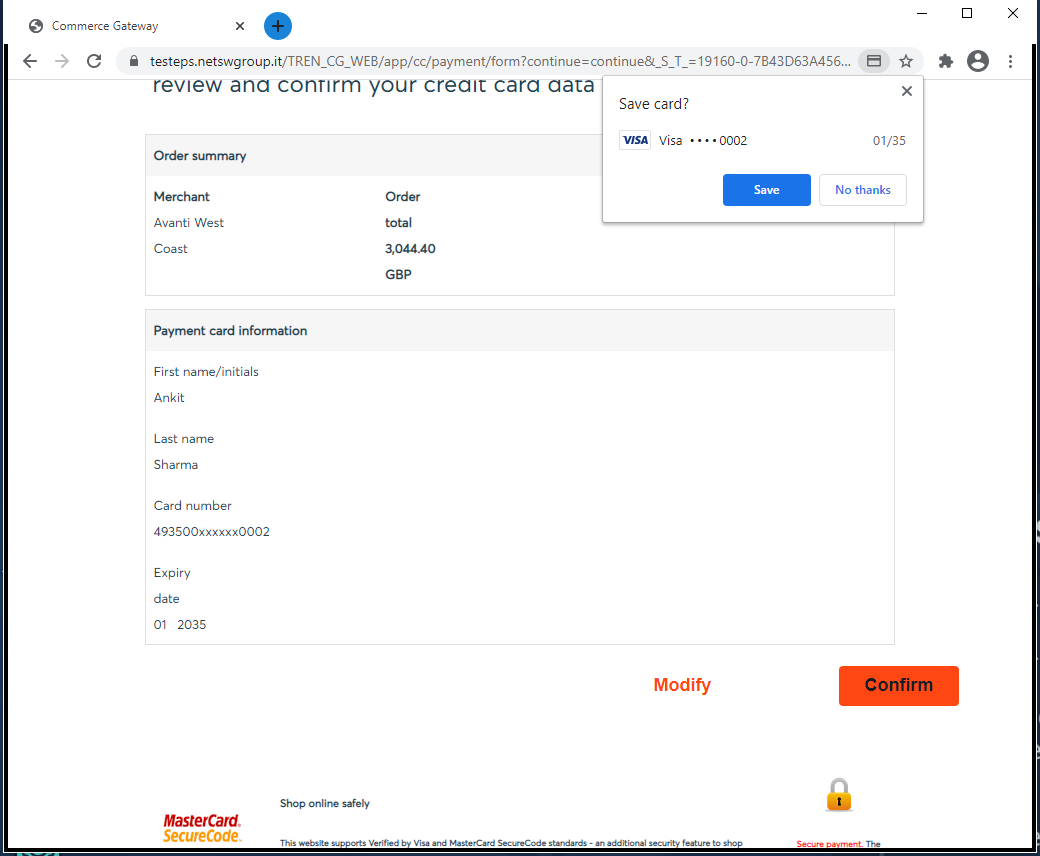 Commerce Gateway
testeps.netswgroup.it/TREN_CG_WEB/app/cc/payment/form?continue=continue&_S_T_=19160-0-7B43D63A456...
review and confirm your credit card data
Save card?
VISA Visa •••• 0002 01/35
Save No thanks
Order summary
Merchant Order
Avanti West total
Coast 3,044.40
GBP
Payment card information
First name/initials
Ankit
Last name
Sharma
Card number
493500xxxxxx0002
Expiry
date
01 2035
Modify Confirm
Shop online safely
MasterCard.
SecureCode.
This website supports Verified by Visa and MasterCard SecureCode standards - an additional security feature to shop
Secure payment. The